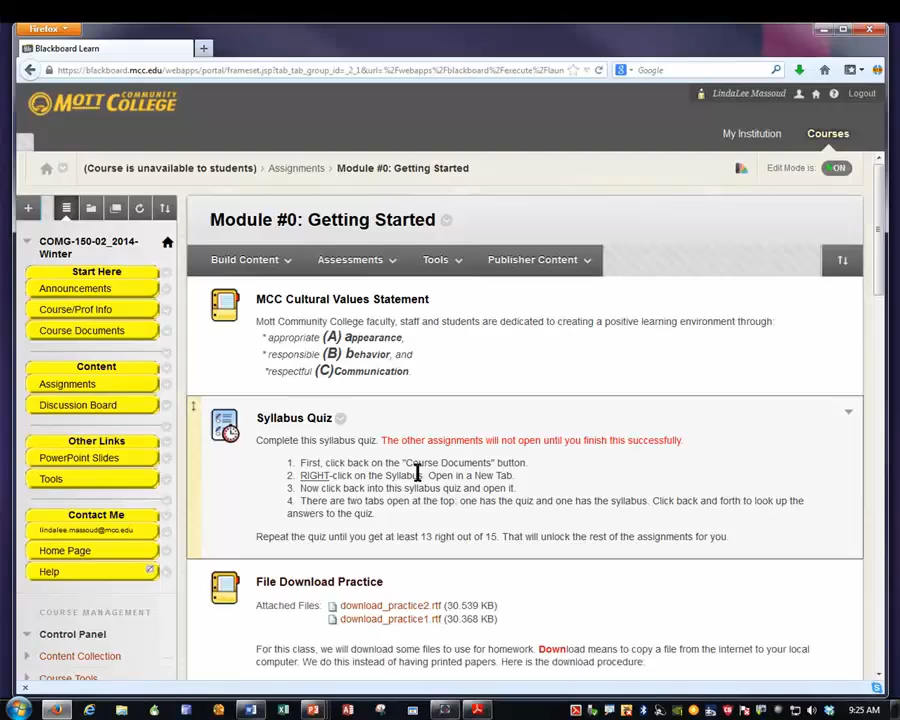 Firefox
Blackboard Learn
https://blackboard.mcc.edu/webapps/portal/frameset.jsp?tab_tab_group_id=_2_1&url=%2Fwebapps%2Fblackboard%2Fexecute%2Flaun
Google
MOTT COMMUNITY COLLEGE
LindaLee Massoud
Logout
My Institution
Courses
(Course is unavailable to students) > Assignments > Module #0: Getting Started
Edit Mode is: ON
Module #0: Getting Started
COMG-150-02_2014-
Winter
Start Here
Announcements
Course/Prof Info
Course Documents
Content
Assignments
Discussion Board
Other Links
PowerPoint Slides
Tools
Contact Me
lindalee.massoud@mcc.edu
Home Page
Help
COURSE MANAGEMENT
Control Panel
Content Collection
Course Tools
Build Content
Assessments
Tools
Publisher Content
MCC Cultural Values Statement
Mott Community College faculty, staff and students are dedicated to creating a positive learning environment through:
* appropriate (A) appearance,
* responsible (B) behavior, and
*respectful (C)Communication.
Syllabus Quiz
Complete this syllabus quiz. The other assignments will not open until you finish this successfully.
1. First, click back on the "Course Documents" button.
2. RIGHT-click on the Syllabus. Open in a New Tab.
3. Now click back into this syllabus quiz and open it.
4. There are two tabs open at the top: one has the quiz and one has the syllabus. Click back and forth to look up the
answers to the quiz.
Repeat the quiz until you get at least 13 right out of 15. That will unlock the rest of the assignments for you.
File Download Practice
Attached Files: download_practice2.rtf (30.539 KB)
download_practice1.rtf (30.368 KB)
For this class, we will download some files to use for homework. Download means to copy a file from the internet to your local
computer. We do this instead of having printed papers. Here is the download procedure.
9:25 AM